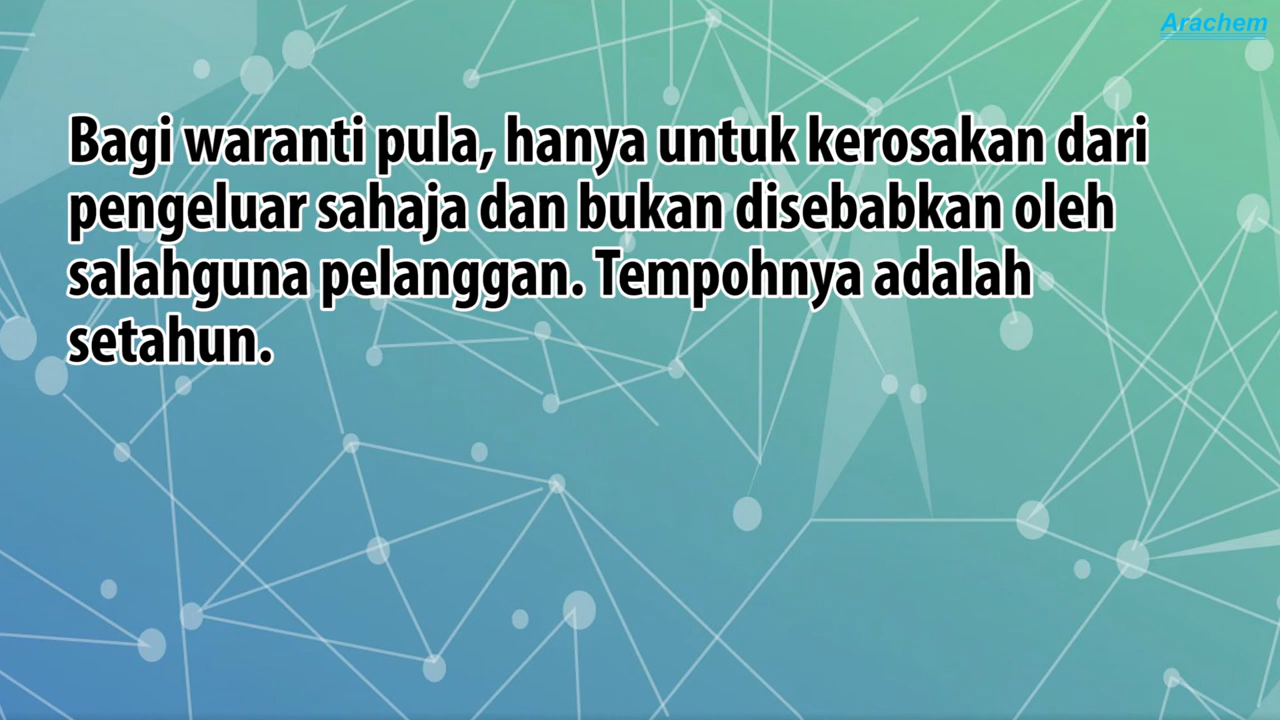 Arachem
Bagi waranti pula, hanya untuk kerosakan dari
pengeluar sahaja dan bukan disebabkan oleh
salahguna pelanggan. Tempohnya adalah
setahun.